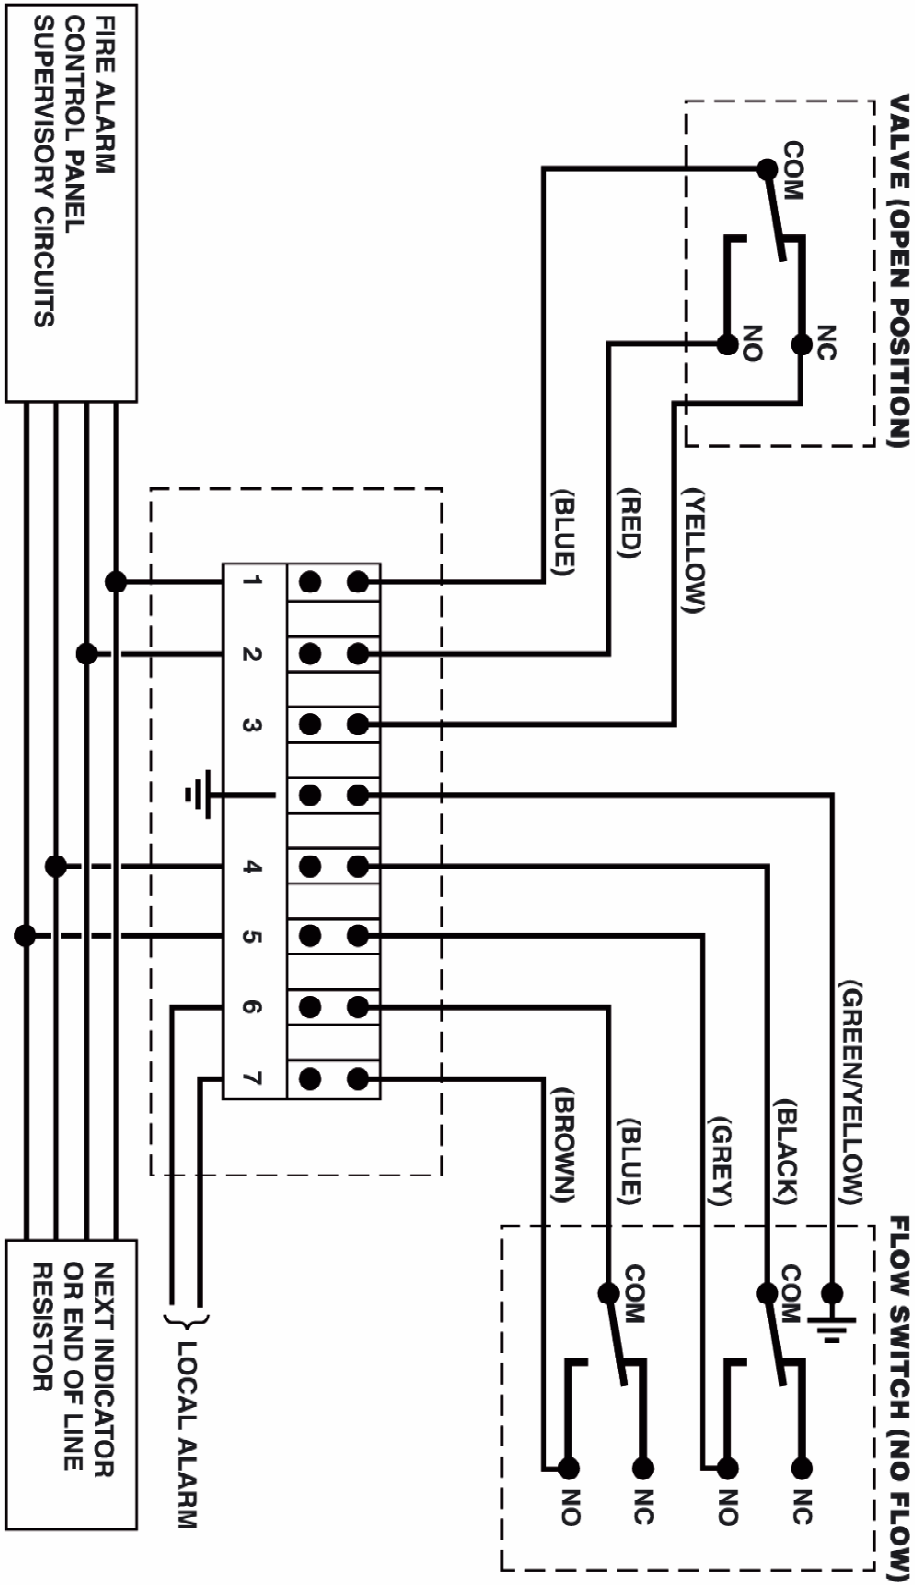 VALVE (OPEN POSITION)
COM
NC
NO
(YELLOW)
(RED)
(BLUE)
FLOW SWITCH (NO FLOW)
(GREEN/YELLOW)
(BLACK)
(GREY)
(BLUE)
(BROWN)
COM
NC
NO
COM
NC
NO
1
2
3
4
5
6
7
FIRE ALARM
CONTROL PANEL
SUPERVISORY CIRCUITS
LOCAL ALARM
NEXT INDICATOR
OR END OF LINE
RESISTOR